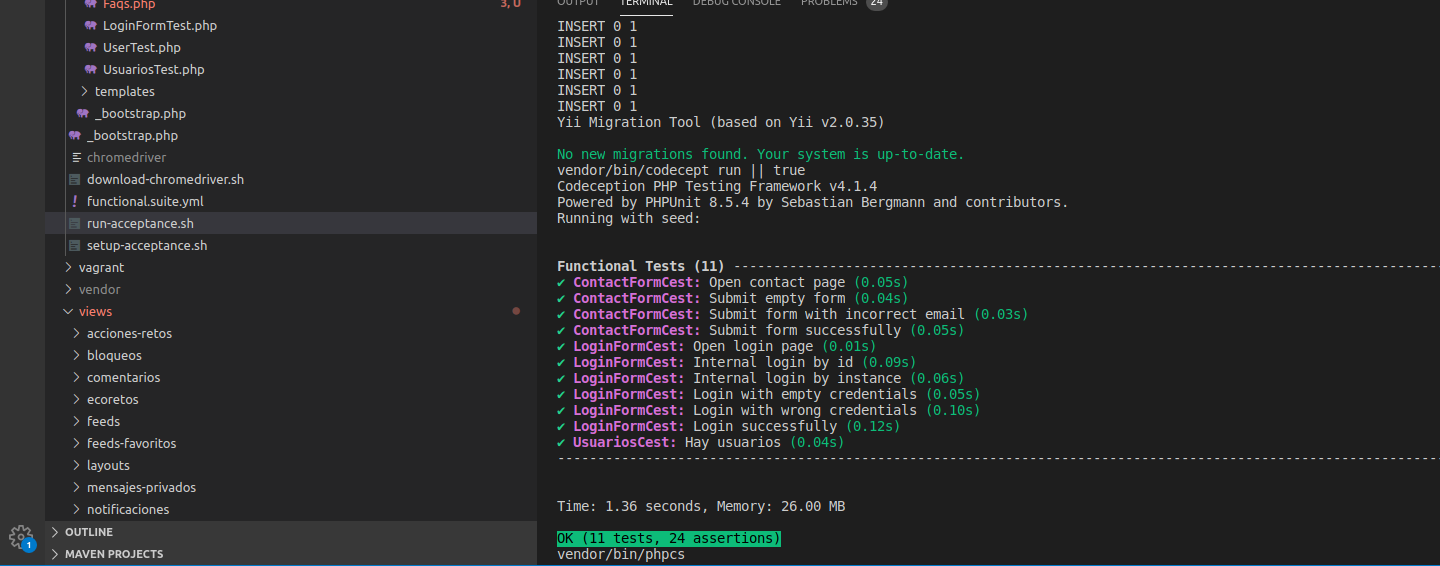 Faqs.php
3, U
LoginFormTest.php
UserTest.php
UsuariosTest.php
templates
_bootstrap.php
_bootstrap.php
chromedriver
download-chromedriver.sh
functional.suite.yml
run-acceptance.sh
setup-acceptance.sh
vagrant
vendor
views
acciones-retos
bloqueos
comentarios
ecoretos
feeds
feeds-favoritos
layouts
mensajes-privados
notificaciones
OUTLINE
MAVEN PROJECTS
1
OUTPUT TERMINAL DEBUG CONSOLE PROBLEMS 24
INSERT 0 1
INSERT 0 1
INSERT 0 1
INSERT 0 1
INSERT 0 1
INSERT 0 1
Yii Migration Tool (based on Yii v2.0.35)
No new migrations found. Your system is up-to-date.
vendor/bin/codecept run || true
Codeception PHP Testing Framework v4.1.4
Powered by PHPUnit 8.5.4 by Sebastian Bergmann and contributors.
Running with seed:
Functional Tests (11) ----------------------------------------------------------------------------------------
✔ ContactFormCest: Open contact page (0.05s)
✔ ContactFormCest: Submit empty form (0.04s)
✔ ContactFormCest: Submit form with incorrect email (0.03s)
✔ ContactFormCest: Submit form successfully (0.05s)
✔ LoginFormCest: Open login page (0.01s)
✔ LoginFormCest: Internal login by id (0.09s)
✔ LoginFormCest: Internal login by instance (0.06s)
✔ LoginFormCest: Login with empty credentials (0.05s)
✔ LoginFormCest: Login with wrong credentials (0.10s)
✔ LoginFormCest: Login successfully (0.12s)
✔ UsuariosCest: Hay usuarios (0.04s)
--------------------------------------------------------------------------------------------------------------
Time: 1.36 seconds, Memory: 26.00 MB
OK (11 tests, 24 assertions)
vendor/bin/phpcs